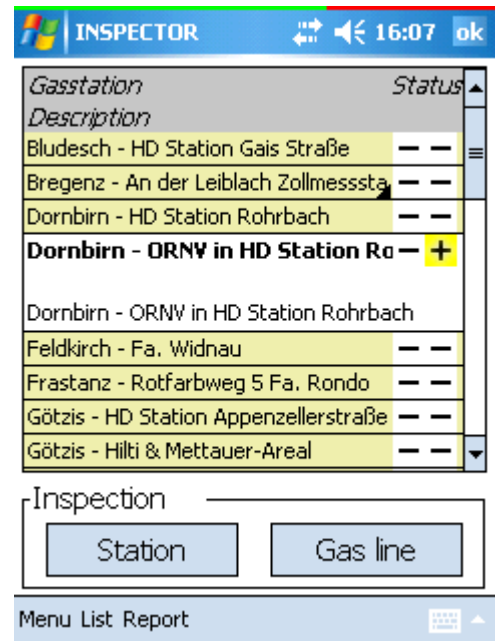 INSPECTOR 16:07 ok
Gasstation Status
Description
Bludesch - HD Station Gais Straße — —
Bregenz - An der Leiblach Zollmesssta — —
Dornbirn - HD Station Rohrbach — —
Dornbirn - ORNV in HD Station Ro — +
Dornbirn - ORNV in HD Station Rohrbach
Feldkirch - Fa. Widnau — —
Frastanz - Rotfarbweg 5 Fa. Rondo — —
Götzis - HD Station Appenzellerstraße — —
Götzis - Hilti & Mettauer-Areal — —
Inspection
Station Gas line
Menu List Report